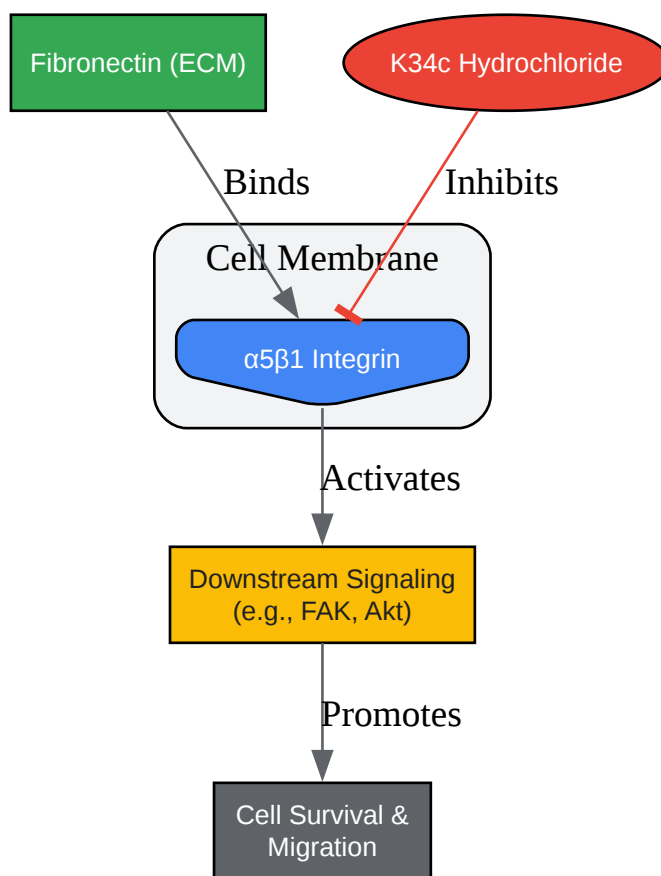 Fibronectin (ECM)
K34c Hydrochloride
Binds
Inhibits
Cell Membrane
α5β1 Integrin
Activates
Downstream Signaling
(e.g., FAK, Akt)
Promotes
Cell Survival &
Migration